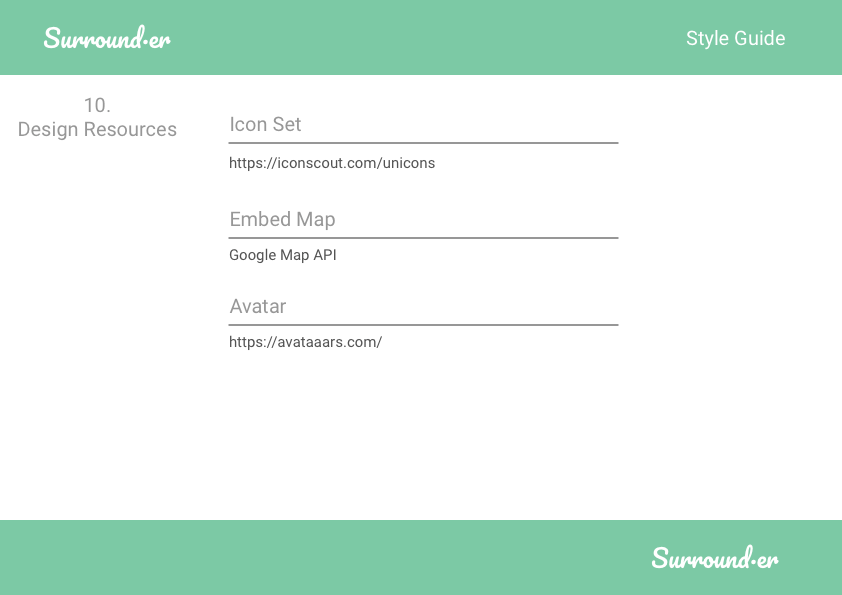 Surround·er
Style Guide
10.
Design Resources
Icon Set
https://iconscout.com/unicons
Embed Map
Google Map API
Avatar
https://avataaars.com/
Surround·er